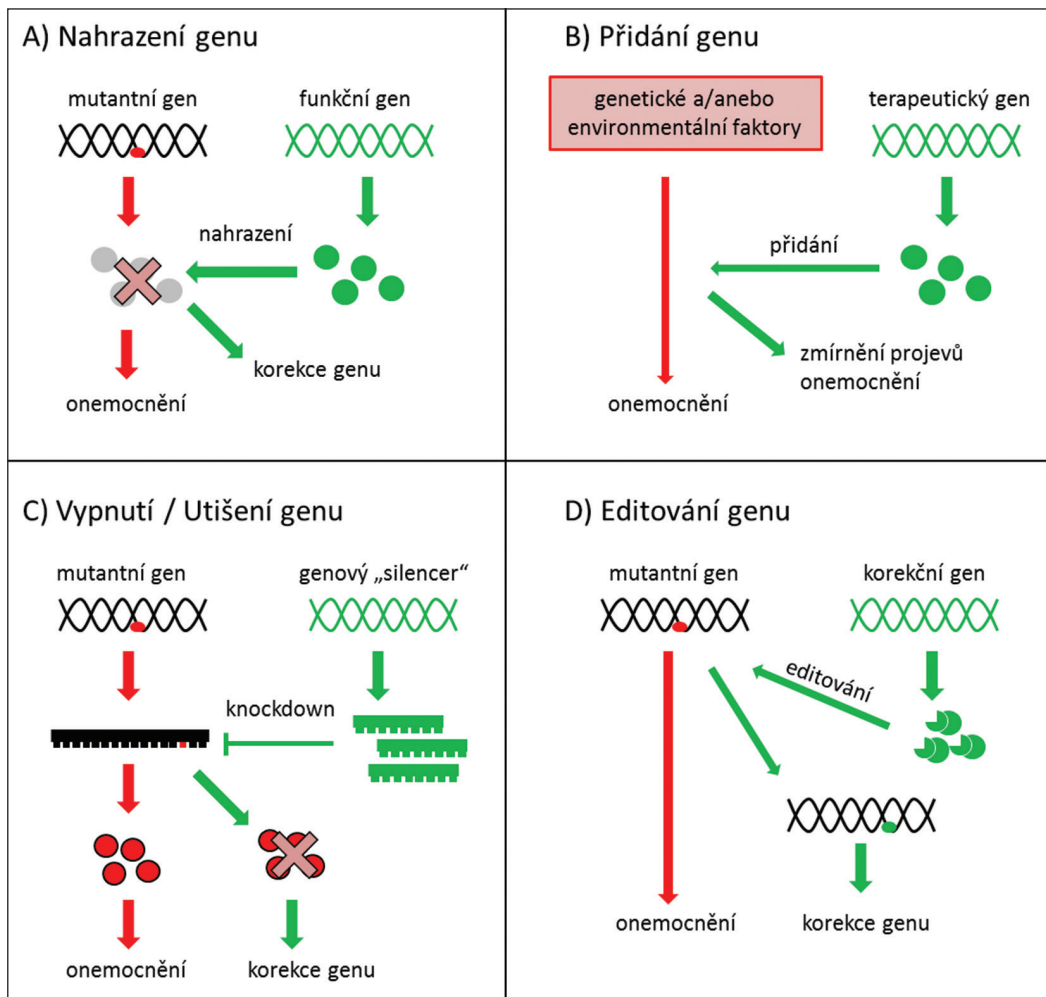 A) Nahrazení genu
mutantní gen
funkční gen
nahrazení
korekce genu
onemocnění
B) Přidání genu
genetické a/anebo
environmentální faktory
terapeutický gen
přidání
zmírnění projevů
onemocnění
onemocnění
C) Vypnutí / Utišení genu
mutantní gen
genový „silencer“
knockdown
onemocnění
korekce genu
D) Editování genu
mutantní gen
korekční gen
editování
onemocnění
korekce genu